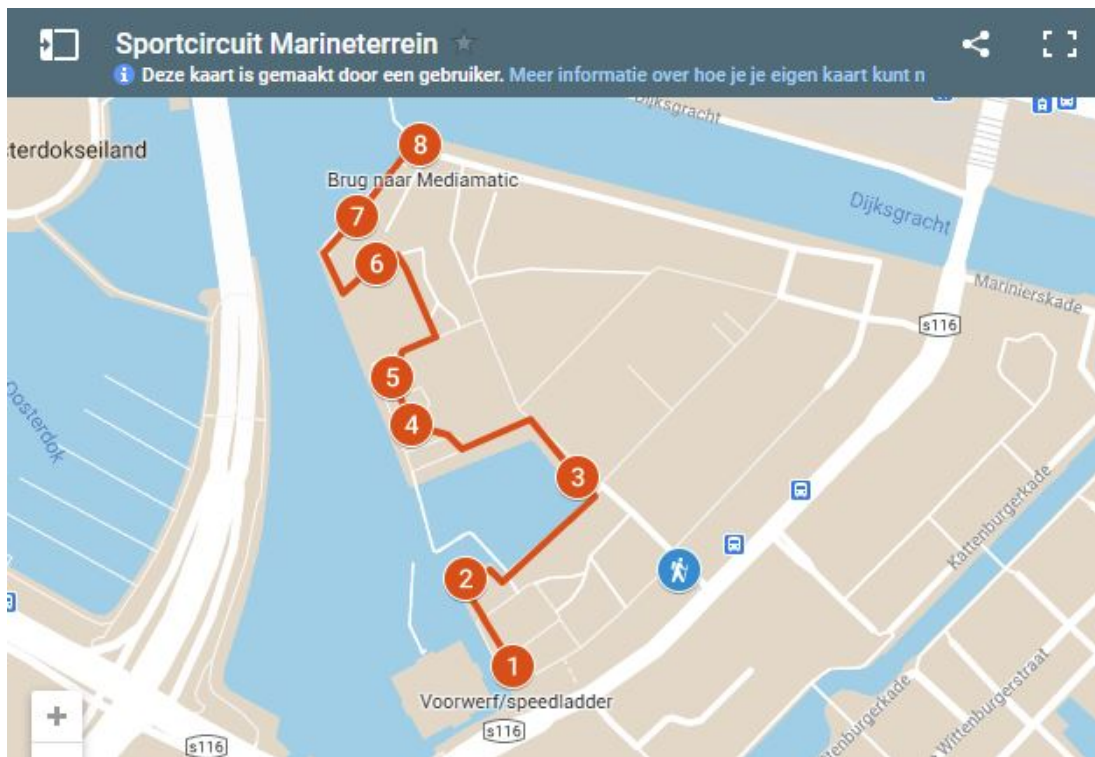 Sportcircuit Marineterrein
Deze kaart is gemaakt door een gebruiker. Meer informatie over hoe je je eigen kaart kunt n
Dijksgracht
terdokseiland
8
Brug naar Mediamatic
7
Dijksgracht
6
Marinierskade
s116
5
Oosterdok
4
3
Kattenburgerkade
2
1
Voorwerf/speedladder
s116
s116
tenburgerkade
Wittenburgerstraat
+